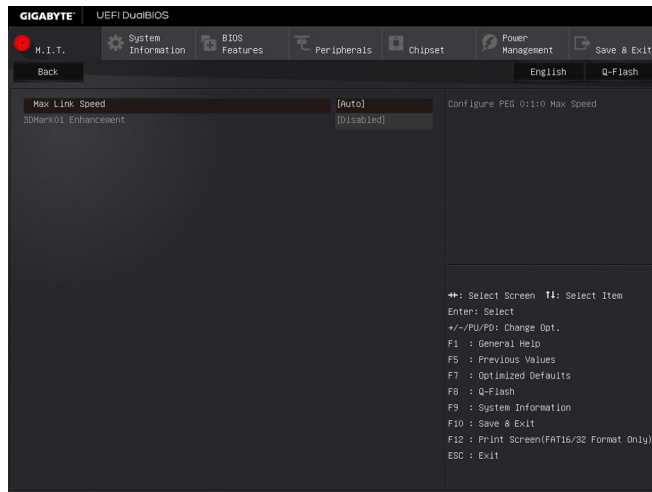 GIGABYTE™ UEFI DualBIOS
M.I.T.
System Information
BIOS Features
Peripherals
Chipset
Power Management
Save & Exit
Back
English
Q-Flash
Max Link Speed [Auto]
3DMark01 Enhancement [Disabled]
Configure PEG 0:1:0 Max Speed
→←: Select Screen ↑↓: Select Item
Enter: Select
+/-/PU/PD: Change Opt.
F1 : General Help
F5 : Previous Values
F7 : Optimized Defaults
F8 : Q-Flash
F9 : System Information
F10 : Save & Exit
F12 : Print Screen(FAT16/32 Format Only)
ESC : Exit